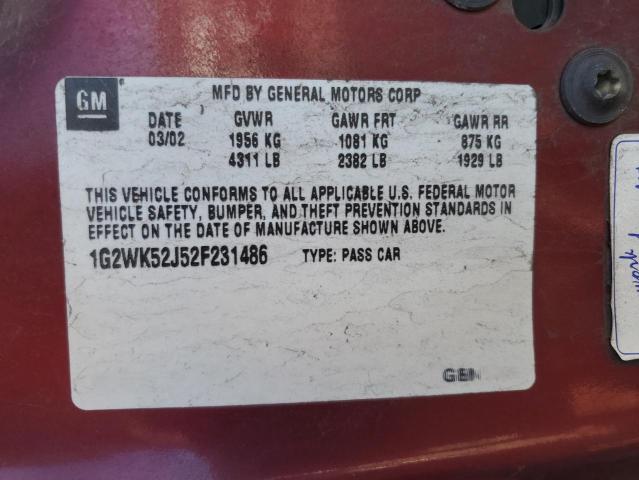 GM
MFD BY GENERAL MOTORS CORP
DATE GVWR GAWR FRT GAWR RR
03/02 1956 KG 1081 KG 875 KG
4311 LB 2382 LB 1929 LB
THIS VEHICLE CONFORMS TO ALL APPLICABLE U.S. FEDERAL MOTOR
VEHICLE SAFETY, BUMPER, AND THEFT PREVENTION STANDARDS IN
EFFECT ON THE DATE OF MANUFACTURE SHOWN ABOVE.
1G2WK52J52F231486 TYPE: PASS CAR